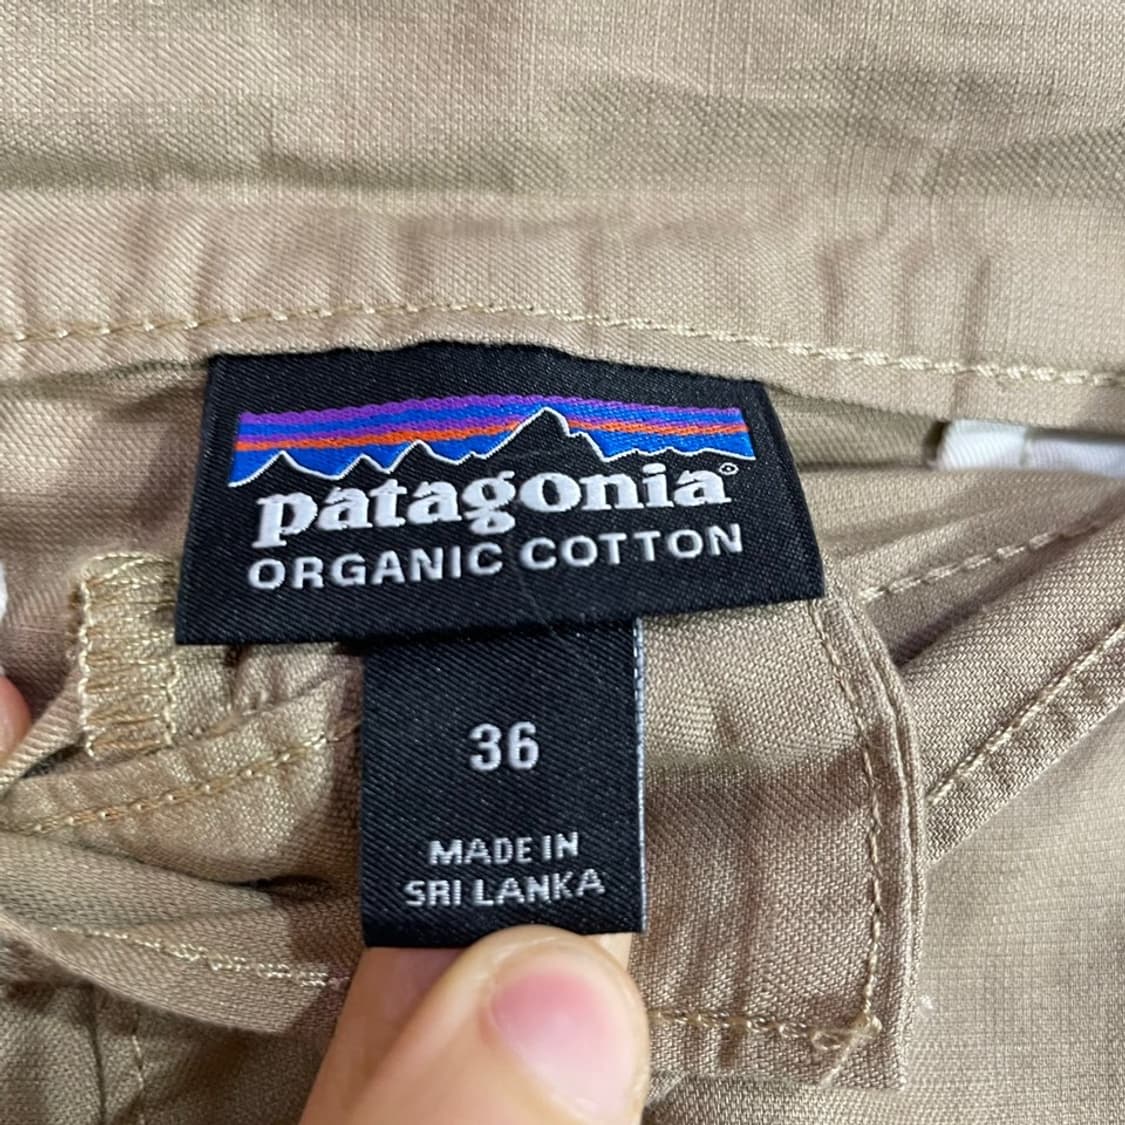 patagonia®
ORGANIC COTTON
36
MADE IN
SRI LANKA